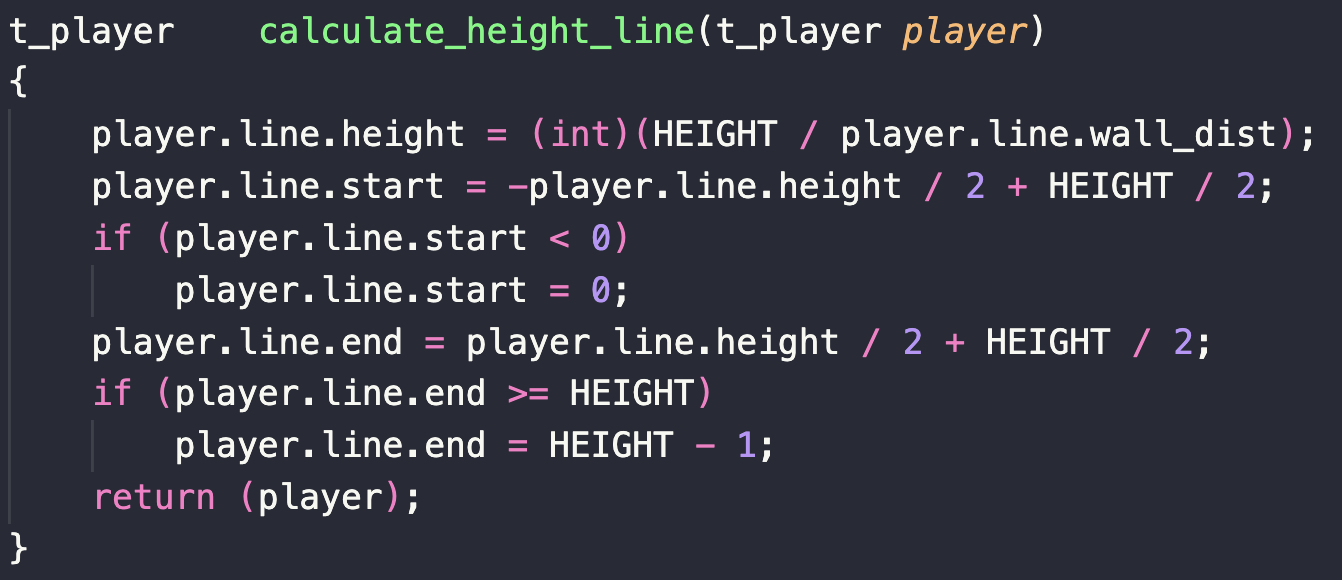 t_player    calculate_height_line(t_player player)
{
    player.line.height = (int)(HEIGHT / player.line.wall_dist);
    player.line.start = -player.line.height / 2 + HEIGHT / 2;
    if (player.line.start < 0)
        player.line.start = 0;
    player.line.end = player.line.height / 2 + HEIGHT / 2;
    if (player.line.end >= HEIGHT)
        player.line.end = HEIGHT - 1;
    return (player);
}